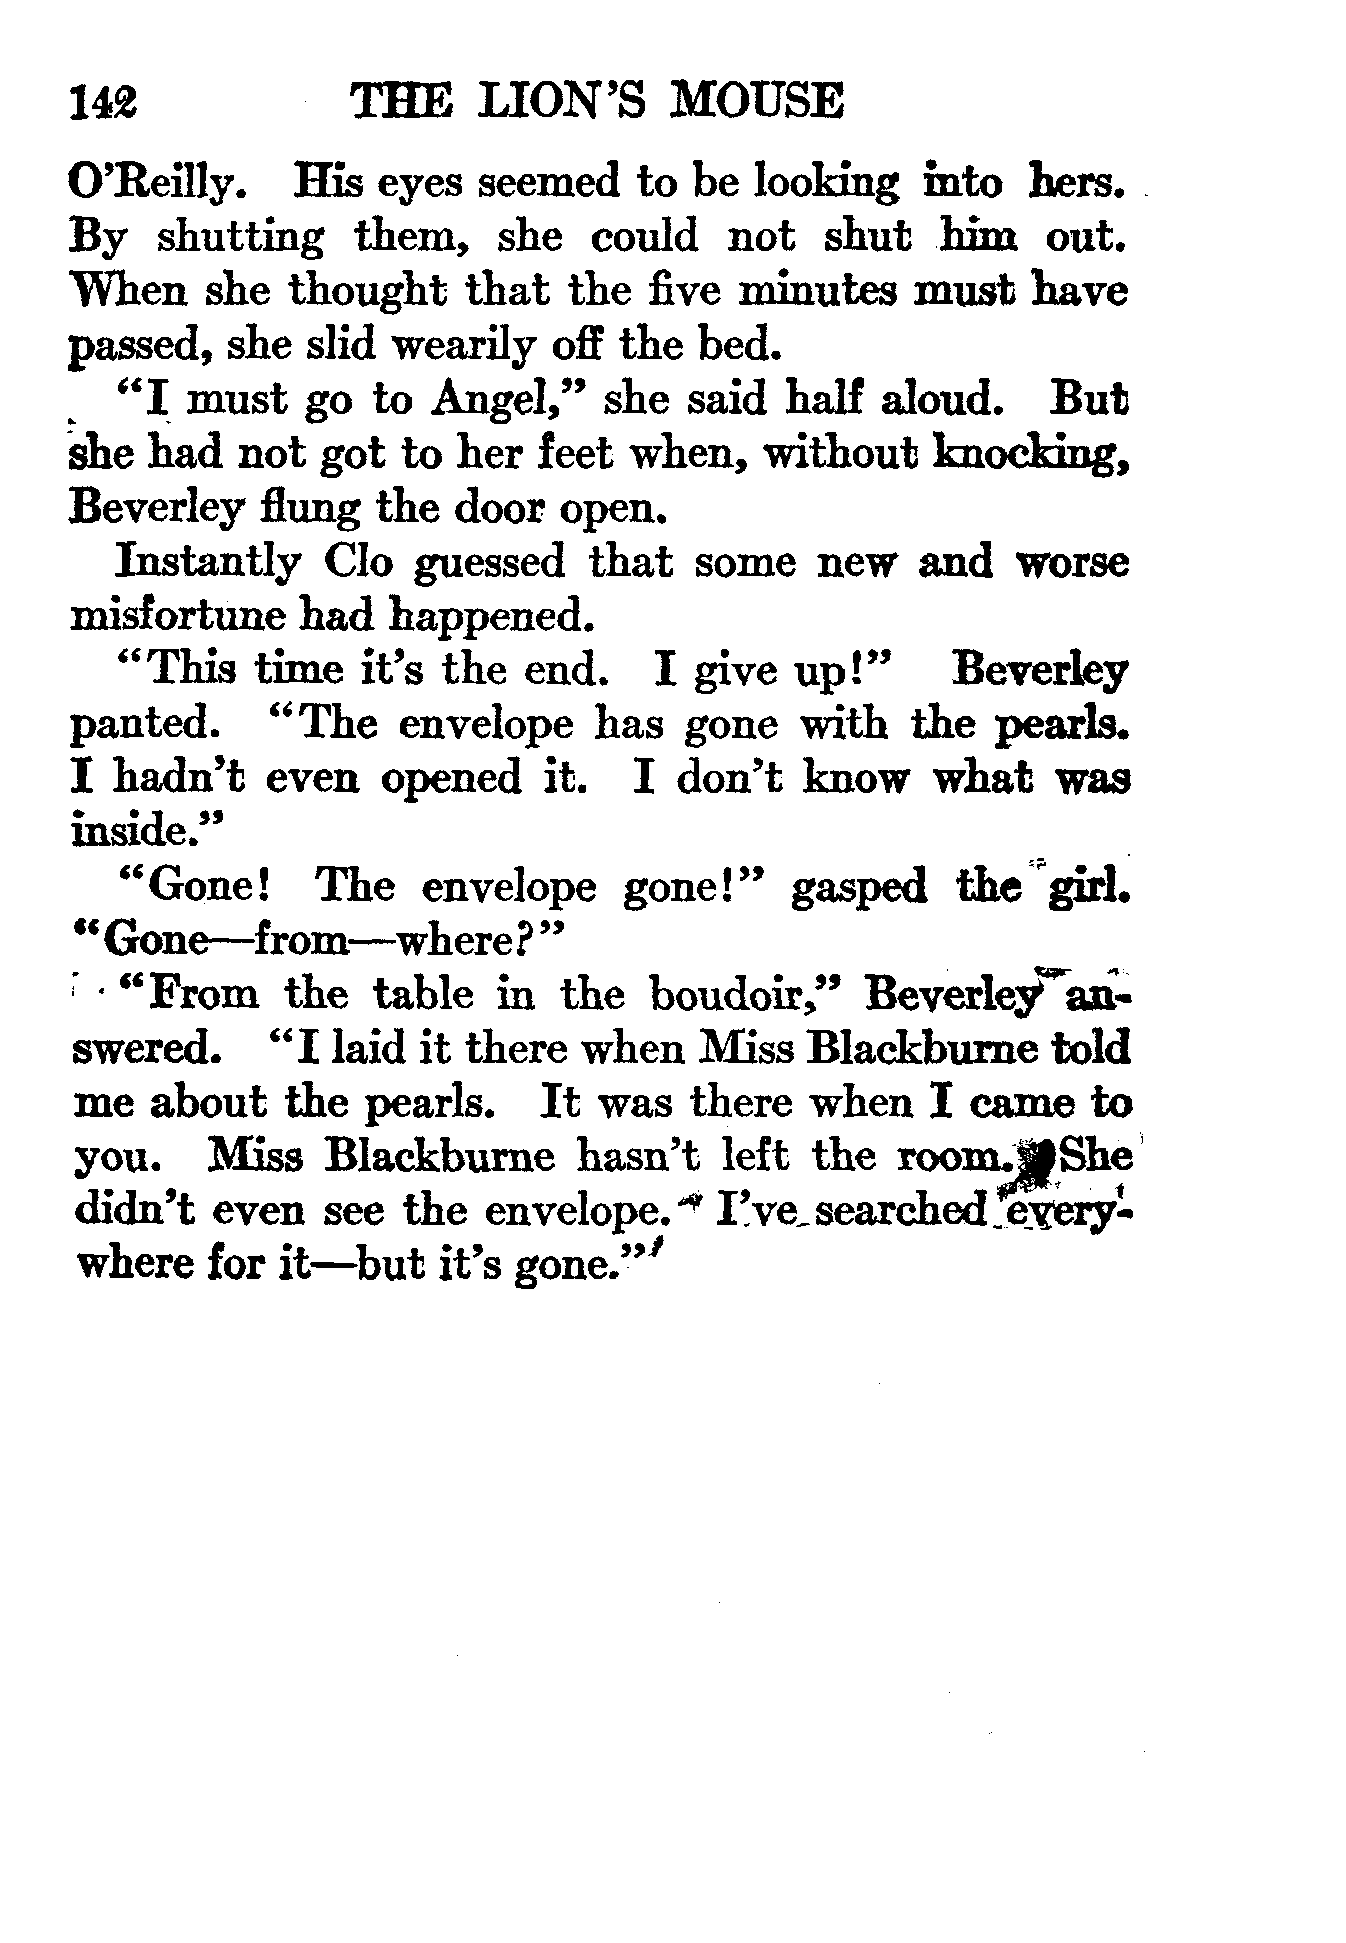 142 THE LION'S MOUSE
O'Reilly. His eyes seemed to be looking into hers.
By shutting them, she could not shut him out.
When she thought that the five minutes must have
passed, she slid wearily off the bed.
"I must go to Angel," she said half aloud. But
she had not got to her feet when, without knocking,
Beverley flung the door open.
Instantly Clo guessed that some new and worse
misfortune had happened.
"This time it's the end. I give up!" Beverley
panted. "The envelope has gone with the pearls.
I hadn't even opened it. I don't know what was
inside."
"Gone! The envelope gone!" gasped the girl.
"Gone—from—where?"
"From the table in the boudoir," Beverley an-
swered. "I laid it there when Miss Blackburne told
me about the pearls. It was there when I came to
you. Miss Blackburne hasn't left the room. She
didn't even see the envelope. I've searched every-
where for it—but it's gone."